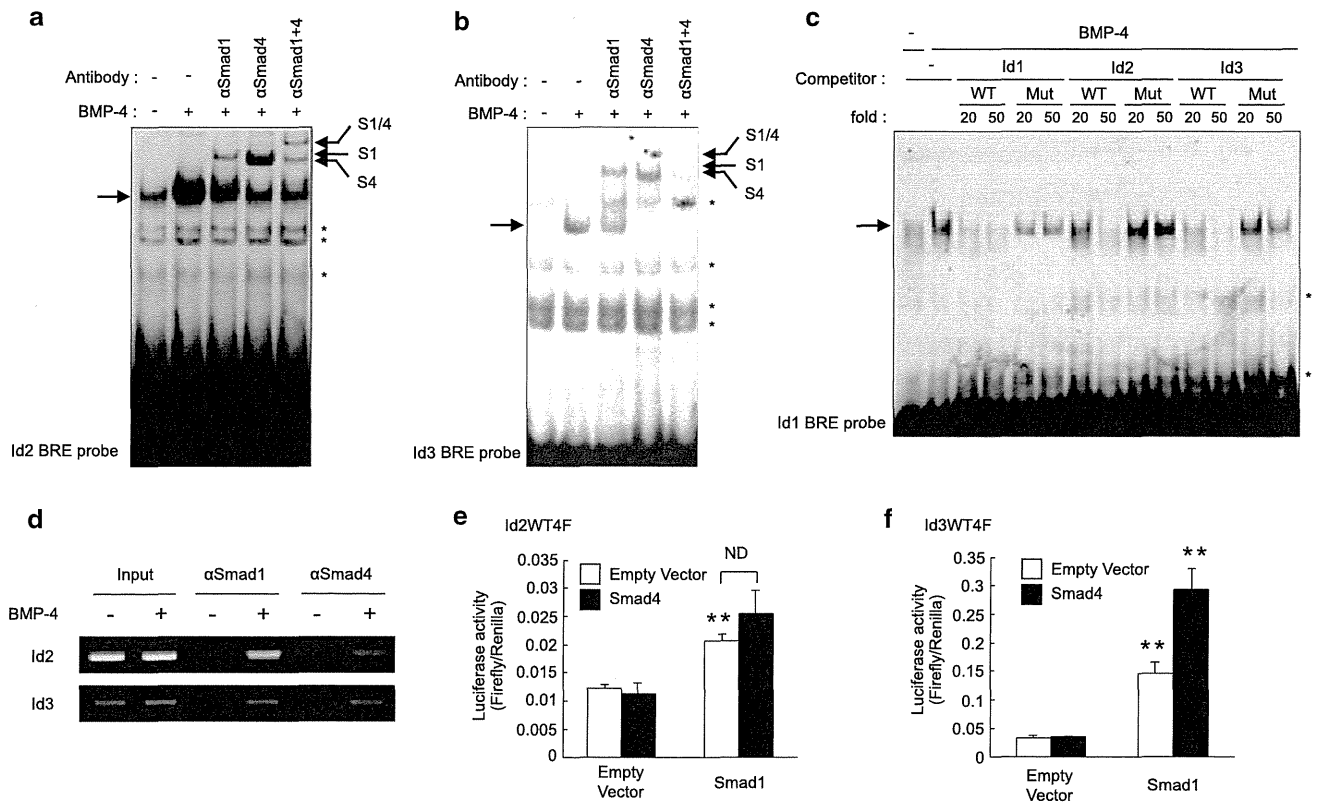 a
Antibody : - - αSmad1 αSmad4 αSmad1+4
BMP-4 : - + + + +
S1/4
S1
S4
*
*
*
Id2 BRE probe
b
Antibody : - - αSmad1 αSmad4 αSmad1+4
BMP-4 : - + + + +
S1/4
S1
S4
*
*
*
*
Id3 BRE probe
c
- BMP-4
Competitor : - Id1 Id2 Id3
WT Mut WT Mut WT Mut
fold : 20 50 20 50 20 50 20 50 20 50 20 50
*
*
Id1 BRE probe
d
Input αSmad1 αSmad4
BMP-4 - + - + - +
Id2
Id3
e
Id2WT4F
Luciferase activity
(Firefly/Renilla)
0.035
0.03
0.025
0.02
0.015
0.01
0.005
0
Empty Vector
Smad4
ND
**
Empty
Vector
Smad1
f
Id3WT4F
Luciferase activity
(Firefly/Renilla)
0.35
0.3
0.25
0.2
0.15
0.1
0.05
0
Empty Vector
Smad4
**
**
Empty
Vector
Smad1